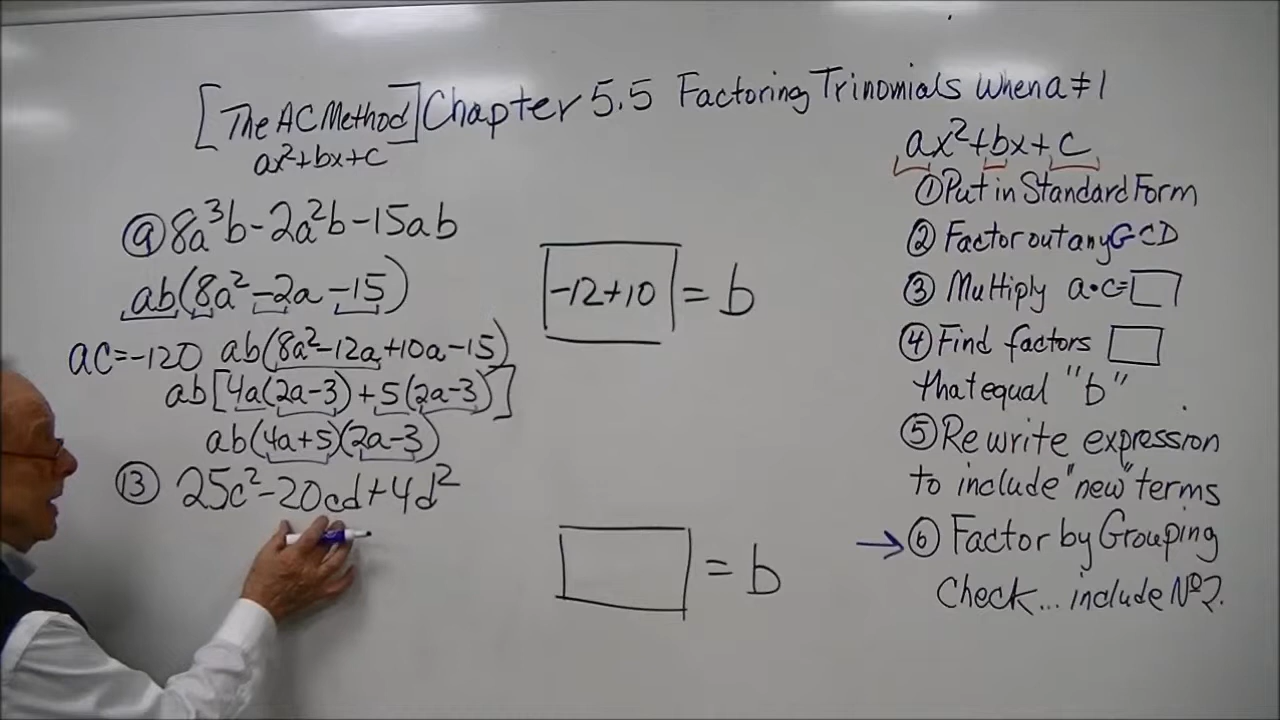 [The AC Method] Chapter 5.5 Factoring Trinomials When a ≠ 1
ax²+bx+c
9 8a³b-2a²b-15ab
ab(8a²-2a-15)
ac=-120 ab(8a²-12a+10a-15)
ab[4a(2a-3)+5(2a-3)]
ab(4a+5)(2a-3)
13 25c²-20cd+4d²
-12+10 = b
= b
ax²+bx+c
① Put in Standard Form
② Factor out any GCD
③ Multiply a•c=
④ Find factors
that equal "b"
⑤ Rewrite expression
to include "new" terms
→ ⑥ Factor by Grouping
Check... include Nº2.